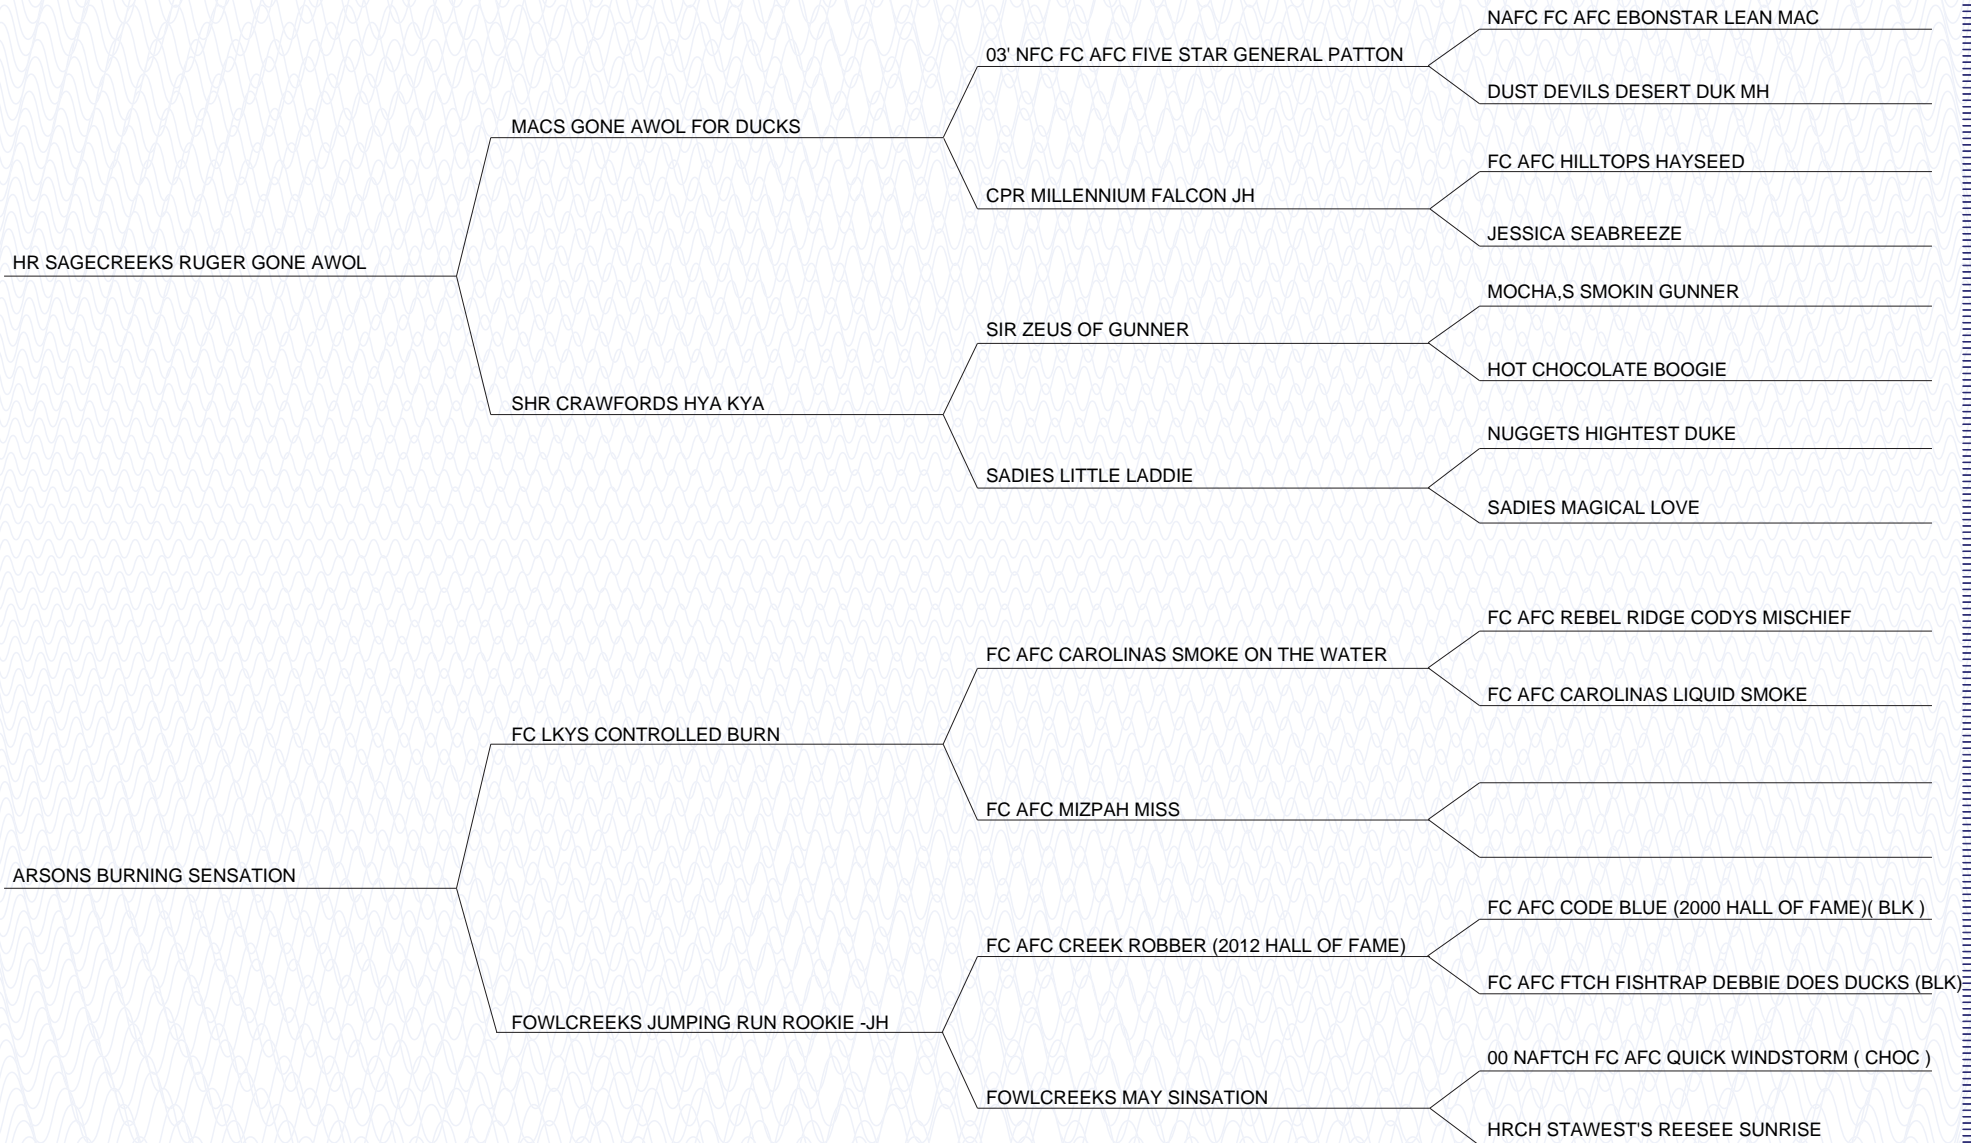 NAFC FC AFC EBONSTAR LEAN MAC
03' NFC FC AFC FIVE STAR GENERAL PATTON
DUST DEVILS DESERT DUK MH
MACS GONE AWOL FOR DUCKS
FC AFC HILLTOPS HAYSEED
CPR MILLENNIUM FALCON JH
JESSICA SEABREEZE
HR SAGECREEKS RUGER GONE AWOL
MOCHA,S SMOKIN GUNNER
SIR ZEUS OF GUNNER
HOT CHOCOLATE BOOGIE
SHR CRAWFORDS HYA KYA
NUGGETS HIGHTEST DUKE
SADIES LITTLE LADDIE
SADIES MAGICAL LOVE
FC AFC REBEL RIDGE CODYS MISCHIEF
FC AFC CAROLINAS SMOKE ON THE WATER
FC AFC CAROLINAS LIQUID SMOKE
FC LKYS CONTROLLED BURN
FC AFC MIZPAH MISS
ARSONS BURNING SENSATION
FC AFC CODE BLUE (2000 HALL OF FAME)( BLK )
FC AFC CREEK ROBBER (2012 HALL OF FAME)
FC AFC FTCH FISHTRAP DEBBIE DOES DUCKS (BLK)
FOWLCREEKS JUMPING RUN ROOKIE -JH
00 NAFTCH FC AFC QUICK WINDSTORM ( CHOC )
FOWLCREEKS MAY SINSATION
HRCH STAWEST'S REESEE SUNRISE